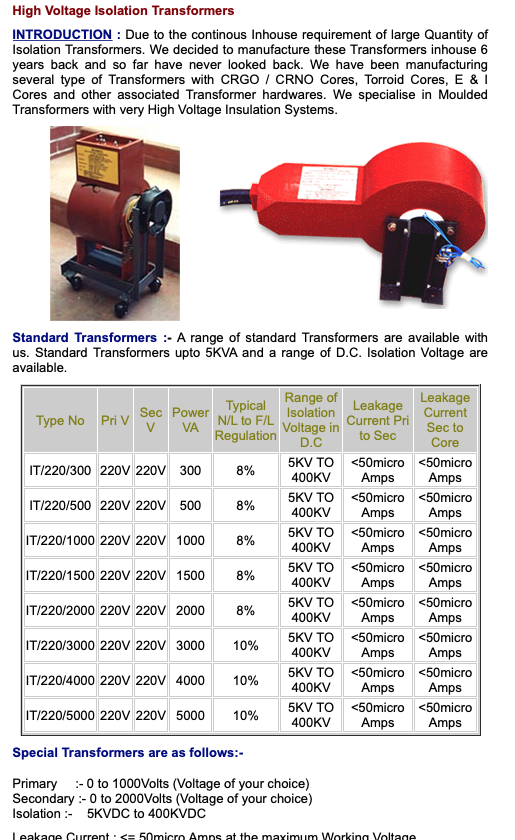 High Voltage Isolation Transformers
INTRODUCTION : Due to the continous Inhouse requirement of large Quantity of
Isolation Transformers. We decided to manufacture these Transformers inhouse 6
years back and so far have never looked back. We have been manufacturing
several type of Transformers with CRGO / CRNO Cores, Torroid Cores, E & I
Cores and other associated Transformer hardwares. We specialise in Moulded
Transformers with very High Voltage Insulation Systems.
Standard Transformers :- A range of standard Transformers are available with
us. Standard Transformers upto 5KVA and a range of D.C. Isolation Voltage are
available.
Type No Pri V Sec V Power VA Typical N/L to F/L Regulation Range of Isolation Voltage in D.C Leakage Current Pri to Sec Leakage Current Sec to Core
IT/220/300 220V 220V 300 8% 5KV TO 400KV <50micro Amps <50micro Amps
IT/220/500 220V 220V 500 8% 5KV TO 400KV <50micro Amps <50micro Amps
IT/220/1000 220V 220V 1000 8% 5KV TO 400KV <50micro Amps <50micro Amps
IT/220/1500 220V 220V 1500 8% 5KV TO 400KV <50micro Amps <50micro Amps
IT/220/2000 220V 220V 2000 8% 5KV TO 400KV <50micro Amps <50micro Amps
IT/220/3000 220V 220V 3000 10% 5KV TO 400KV <50micro Amps <50micro Amps
IT/220/4000 220V 220V 4000 10% 5KV TO 400KV <50micro Amps <50micro Amps
IT/220/5000 220V 220V 5000 10% 5KV TO 400KV <50micro Amps <50micro Amps
Special Transformers are as follows:-
Primary :- 0 to 1000Volts (Voltage of your choice)
Secondary :- 0 to 2000Volts (Voltage of your choice)
Isolation :- 5KVDC to 400KVDC
Leakage Current : <= 50micro Amps at the maximum Working Voltage